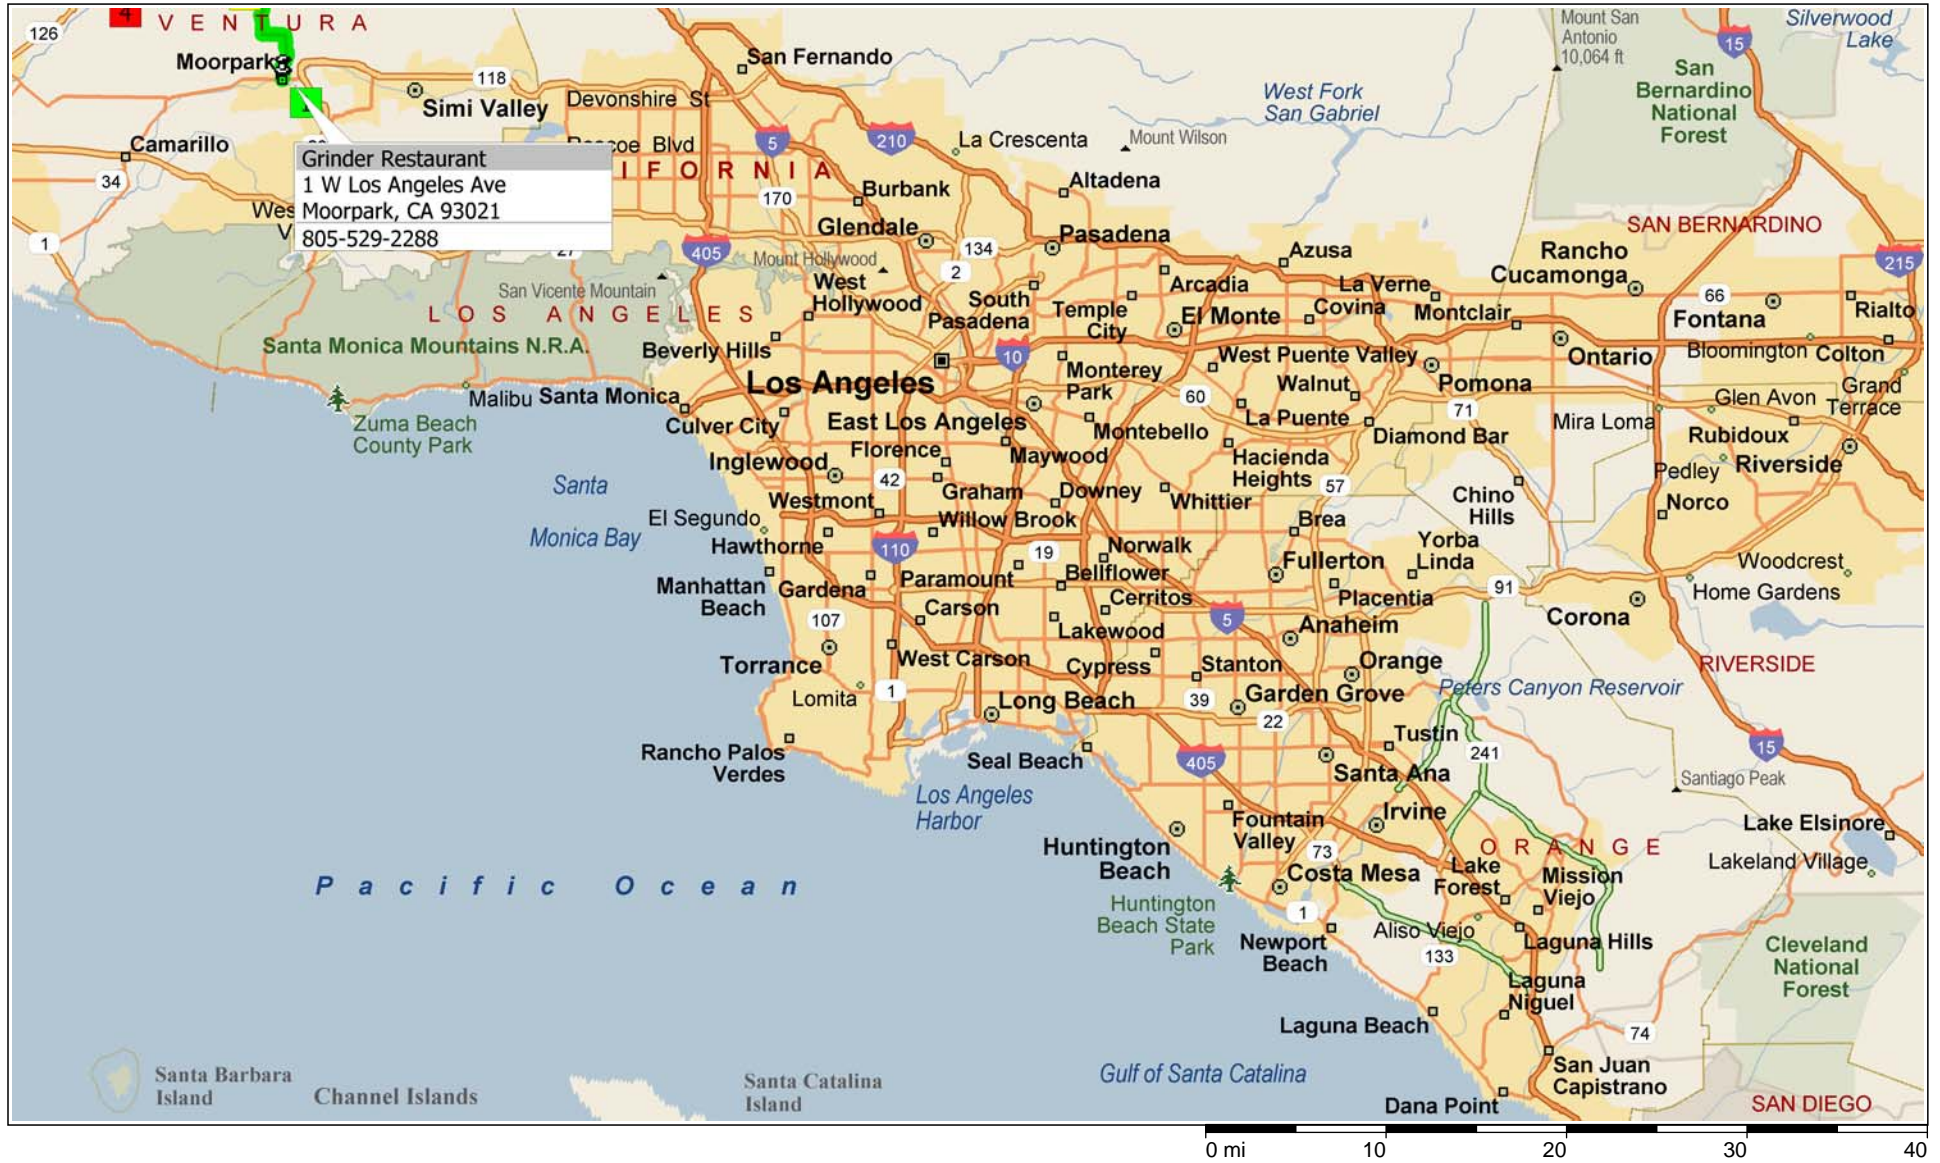 4
VENTURA
126
Moorpark
118
Simi Valley
Devonshire St
Roscoe Blvd
San Fernando
5
210
La Crescenta
Mount Wilson
West Fork
San Gabriel
Mount San
Antonio
10,064 ft
15
Silverwood
Lake
San
Bernardino
National
Forest
Camarillo
34
1
Grinder Restaurant
1 W Los Angeles Ave
Moorpark, CA 93021
805-529-2288
IFORNIA
170
Burbank
Altadena
Glendale
134
2
Pasadena
405
27
Mount Hollywood
West
Hollywood
San Vicente Mountain
LOS ANGELES
Santa Monica Mountains N.R.A.
Beverly Hills
South
Pasadena
Temple
City
Arcadia
Azusa
El Monte
Covina
La Verne
Montclair
Rancho
Cucamonga
SAN BERNARDINO
215
66
Fontana
Rialto
Ontario
Bloomington
Colton
Grand
Terrace
10
Los Angeles
Monterey
Park
West Puente Valley
Walnut
Pomona
60
La Puente
71
Diamond Bar
Mira Loma
Glen Avon
Rubidoux
Pedley
Riverside
Norco
Malibu
Santa Monica
Zuma Beach
County Park
Culver City
East Los Angeles
Montebello
Florence
Maywood
Inglewood
42
Graham
Downey
Whittier
Hacienda
Heights
57
Chino
Hills
Santa
Monica Bay
Westmont
El Segundo
Willow Brook
Hawthorne
110
19
Norwalk
Brea
Fullerton
Yorba
Linda
Manhattan
Beach
Gardena
Paramount
Bellflower
Cerritos
Placentia
91
Woodcrest
Home Gardens
Corona
107
Carson
Lakewood
5
Anaheim
Torrance
West Carson
Cypress
Stanton
Orange
RIVERSIDE
Peters Canyon Reservoir
Lomita
1
Long Beach
39
Garden Grove
22
Tustin
241
15
Santiago Peak
Rancho Palos
Verdes
Seal Beach
405
Santa Ana
Los Angeles
Harbor
Fountain
Valley
Irvine
Lake Elsinore
Lakeland Village
ORANGE
Huntington
Beach
73
Costa Mesa
Lake
Forest
Mission
Viejo
Pacific Ocean
Huntington
Beach State
Park
1
Newport
Beach
Aliso Viejo
133
Laguna Hills
Cleveland
National
Forest
Laguna
Niguel
Laguna Beach
74
San Juan
Capistrano
Gulf of Santa Catalina
Dana Point
SAN DIEGO
Santa Barbara
Island
Channel Islands
Santa Catalina
Island
0 mi 10 20 30 40